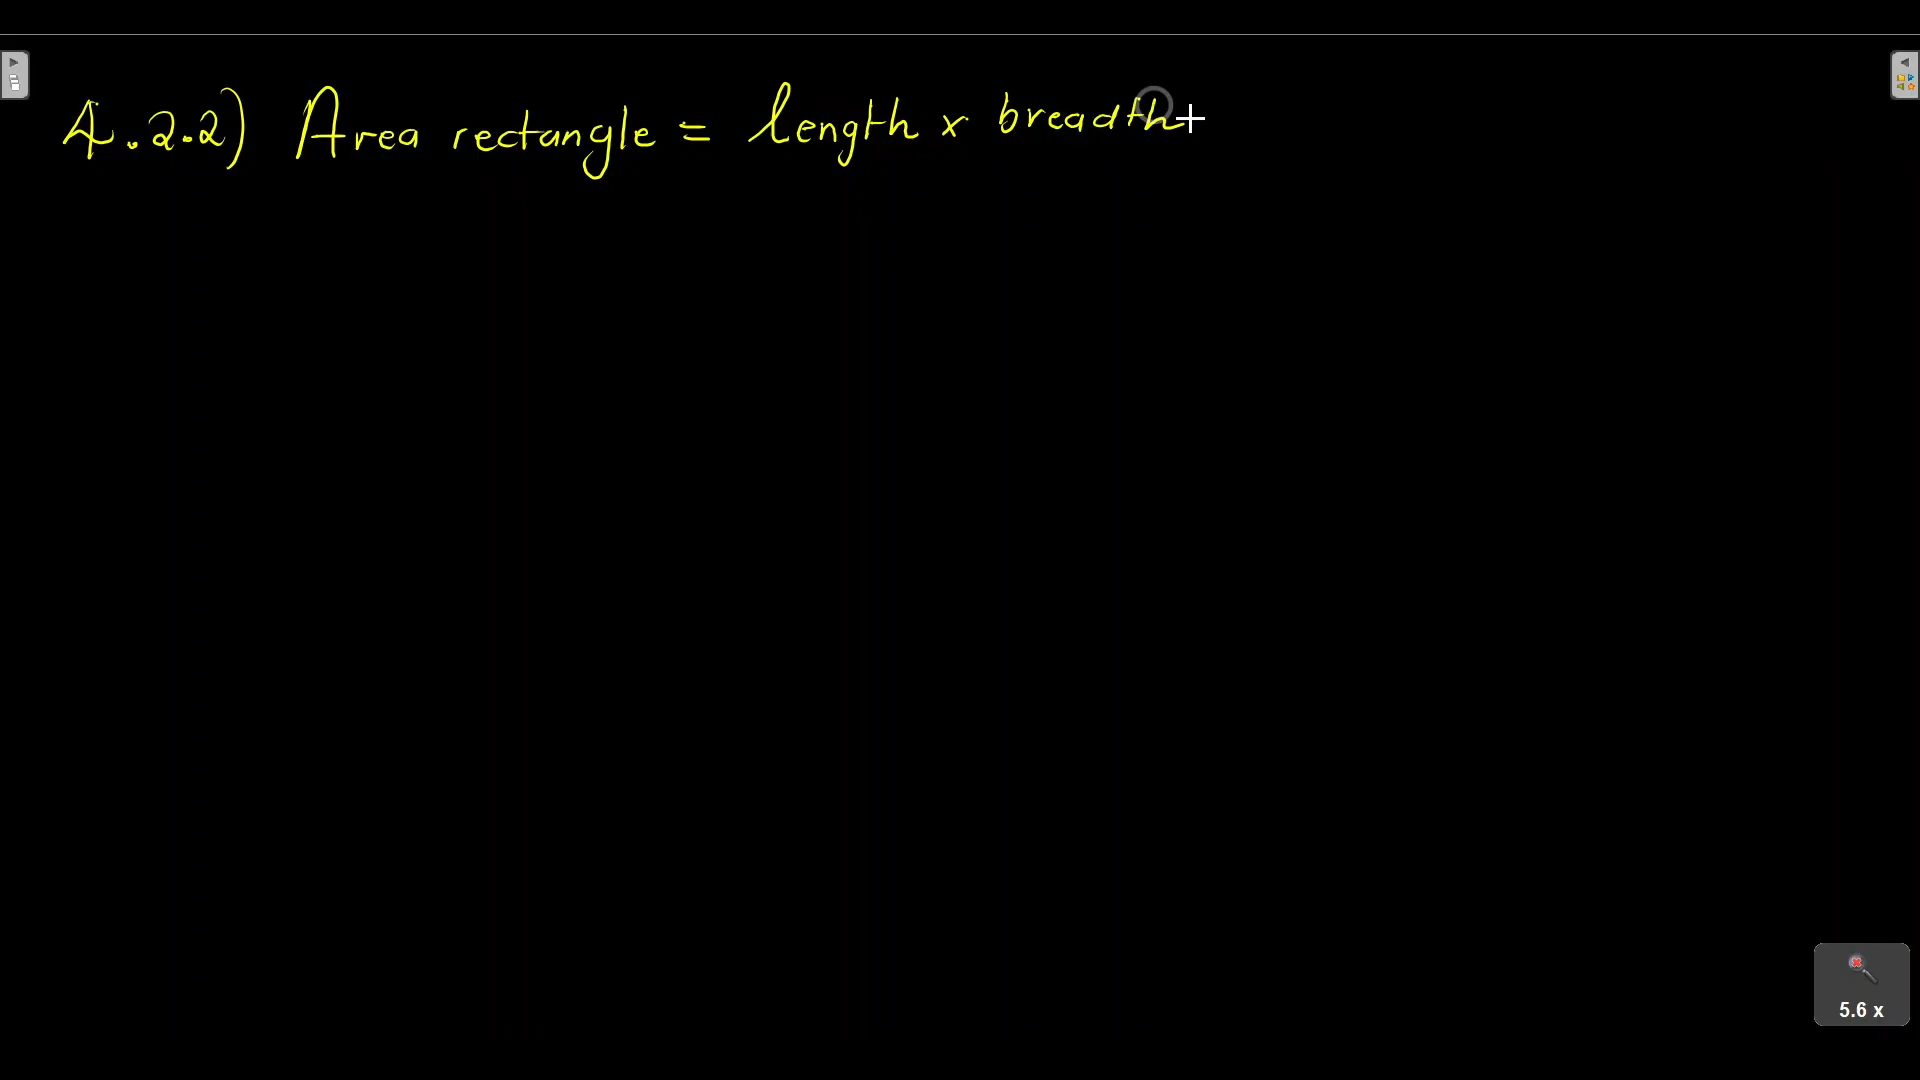 4.2.2) Area rectangle = length x breadth
5.6 x